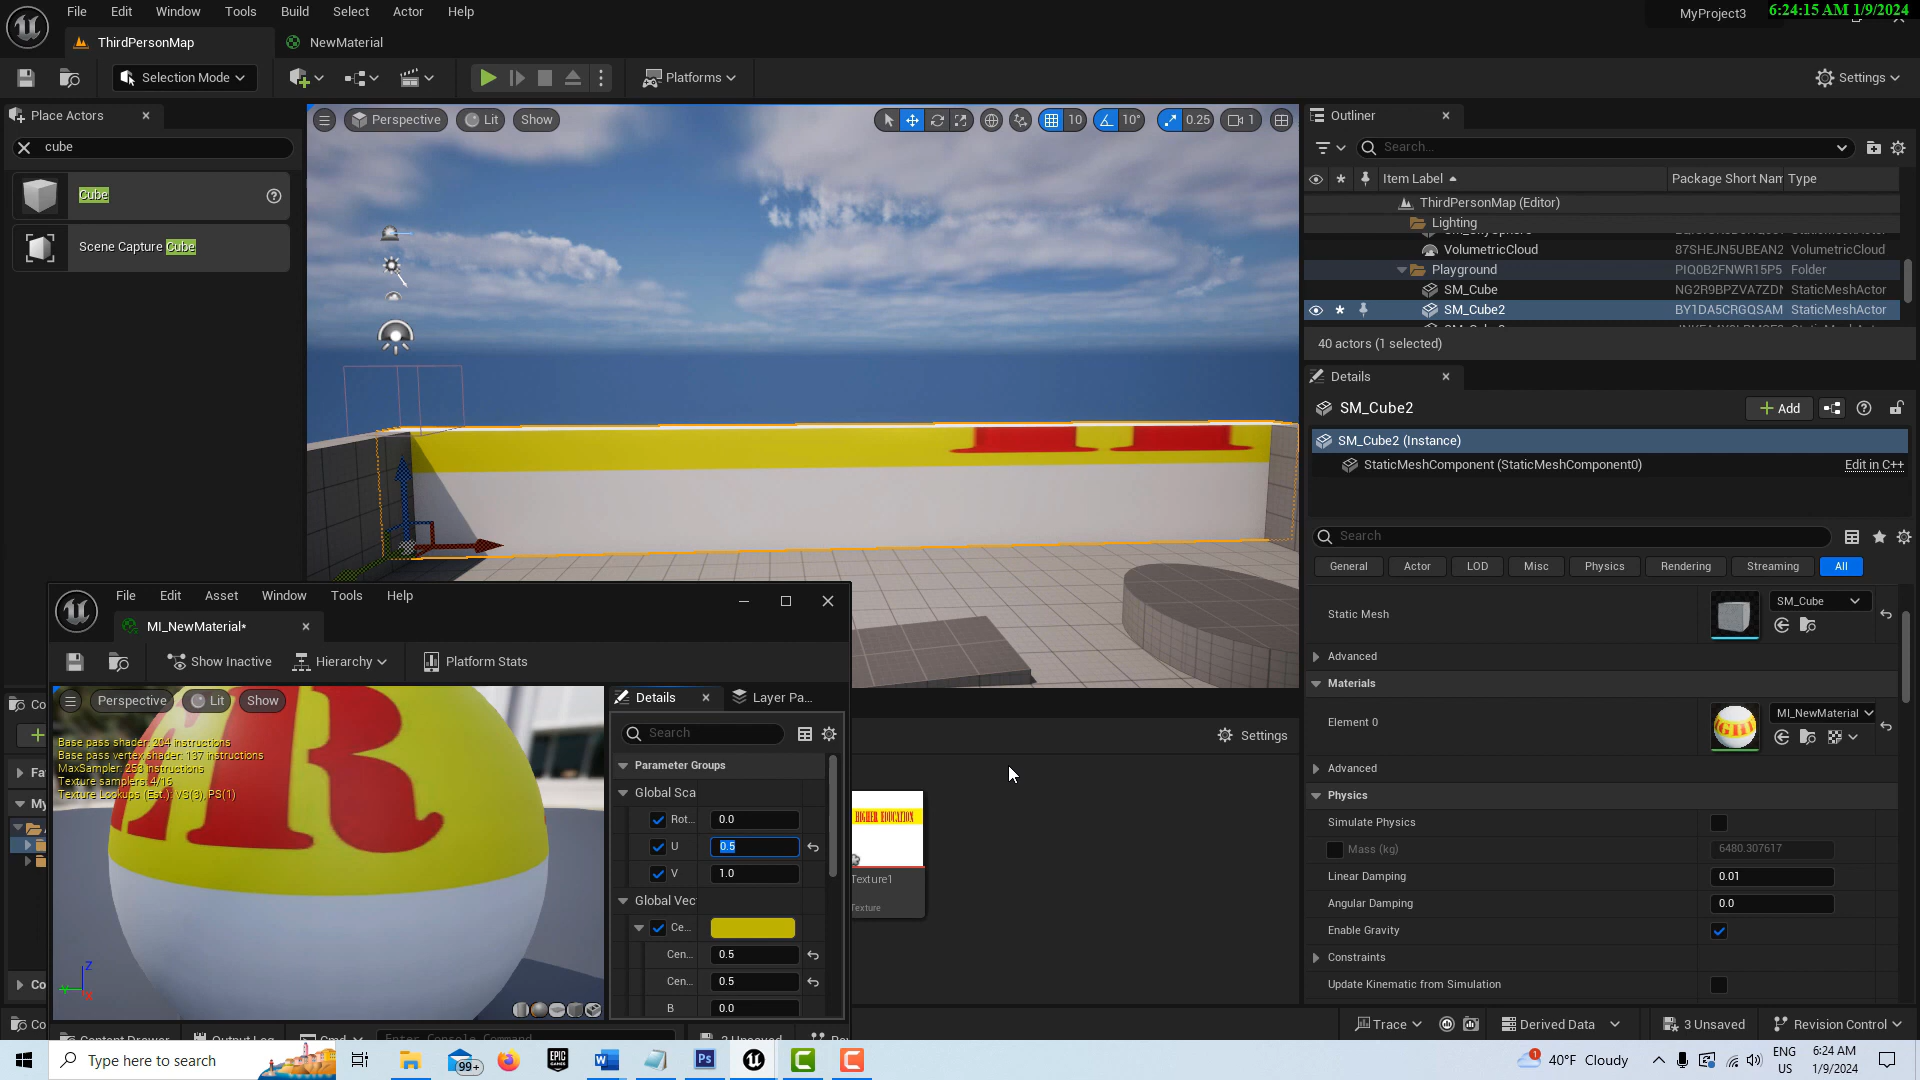 File Edit Window Tools Build Select Actor Help
MyProject3
6:24:15 AM 1/9/2024
ThirdPersonMap
NewMaterial
Selection Mode
Platforms
Settings
Place Actors
cube
Cube
Scene Capture Cube
Perspective
Lit
Show
10
10°
0.25
1
Outliner
Search...
Item Label
Package Short Nam
Type
ThirdPersonMap (Editor)
Lighting
VolumetricCloud 87SHEJN5UBEAN2 VolumetricCloud
Playground PIQ0B2FNWR15P5 Folder
SM_Cube NG2R9BPZVA7ZDI StaticMeshActor
SM_Cube2 BY1DA5CRGQSAM StaticMeshActor
40 actors (1 selected)
Details
SM_Cube2
Add
SM_Cube2 (Instance)
StaticMeshComponent (StaticMeshComponent0)
Edit in C++
Search
General Actor LOD Misc Physics Rendering Streaming All
Static Mesh
SM_Cube
Advanced
Materials
Element 0
MI_NewMaterial
Advanced
Physics
Simulate Physics
Mass (kg) 6480.307617
Linear Damping 0.01
Angular Damping 0.0
Enable Gravity
Constraints
Update Kinematic from Simulation
File Edit Asset Window Tools Help
MI_NewMaterial*
Show Inactive
Hierarchy
Platform Stats
Perspective
Lit
Show
Base pass shader: 204 instructions
Base pass vertex shader: 137 instructions
MaxSampler: 253 instructions
Texture samplers: 4/16
Texture Lookups (Est.): VS(3), PS(1)
R
Details
Layer Pa...
Search
Parameter Groups
Global Sca
Rot... 0.0
U 0.5
V 1.0
Global Vec
Ce...
Cen... 0.5
Cen... 0.5
B 0.0
Settings
HIGHER EDUCATION
Texture1
Texture
Trace
Derived Data
3 Unsaved
Revision Control
Type here to search
99+
40°F Cloudy
ENG
US
6:24 AM
1/9/2024